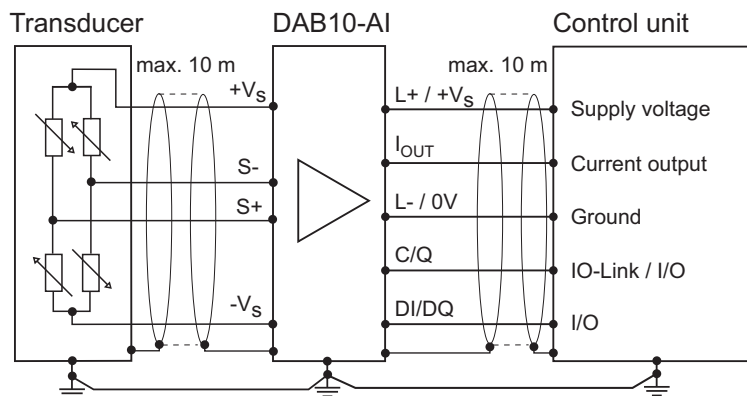 Transducer
DAB10-AI
Control unit
max. 10 m
max. 10 m
+VS
S-
S+
-VS
L+ / +VS
IOUT
L- / 0V
C/Q
DI/DQ
Supply voltage
Current output
Ground
IO-Link / I/O
I/O